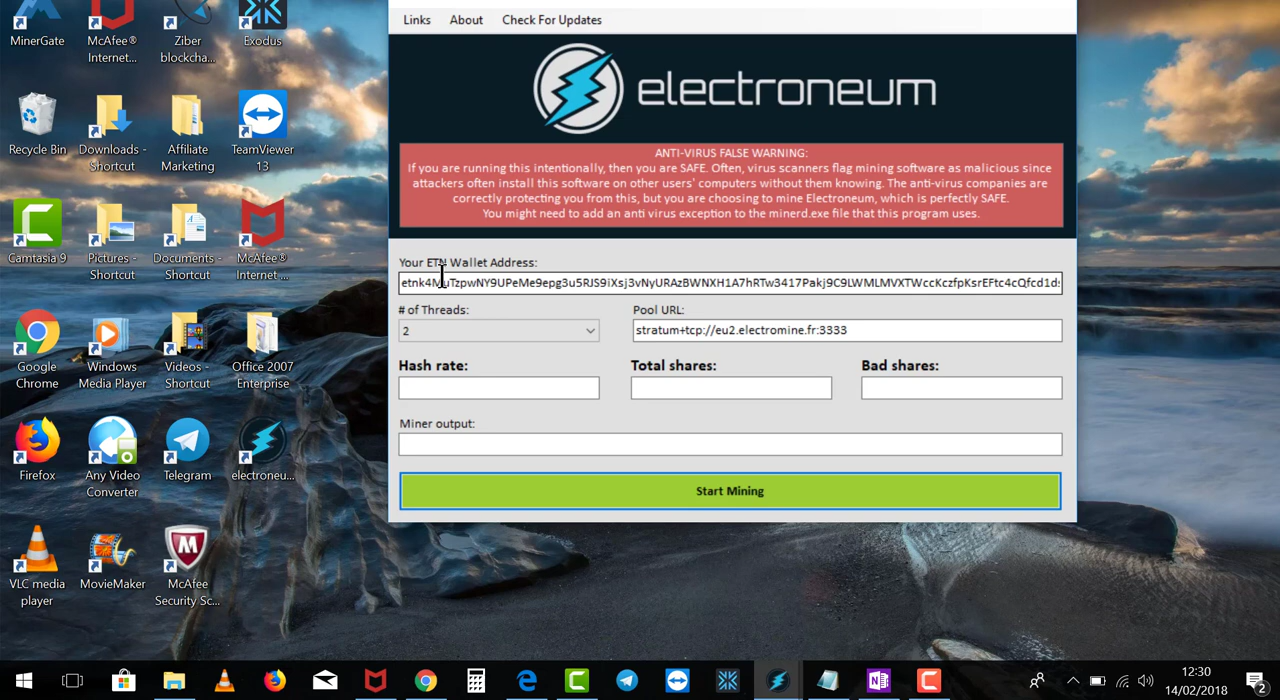 MinerGate
McAfee®
Internet...
Ziber
blockcha...
Exodus
Recycle Bin
Downloads -
Shortcut
Affiliate
Marketing
TeamViewer
13
Camtasia 9
Pictures -
Shortcut
Documents -
Shortcut
McAfee®
Internet ...
Google
Chrome
Windows
Media Player
Videos -
Shortcut
Office 2007
Enterprise
Firefox
Any Video
Converter
Telegram
electroneu...
VLC media
player
MovieMaker
McAfee
Security Sc...
Links About Check For Updates
electroneum
ANTI-VIRUS FALSE WARNING:
If you are running this intentionally, then you are SAFE. Often, virus scanners flag mining software as malicious since
attackers often install this software on other users' computers without them knowing. The anti-virus companies are
correctly protecting you from this, but you are choosing to mine Electroneum, which is perfectly SAFE.
You might need to add an anti virus exception to the minerd.exe file that this program uses.
Your ETN Wallet Address:
# of Threads:
Pool URL:
2
stratum+tcp://eu2.electromine.fr:3333
Hash rate:
Total shares:
Bad shares:
Miner output:
Start Mining
12:30
14/02/2018
2